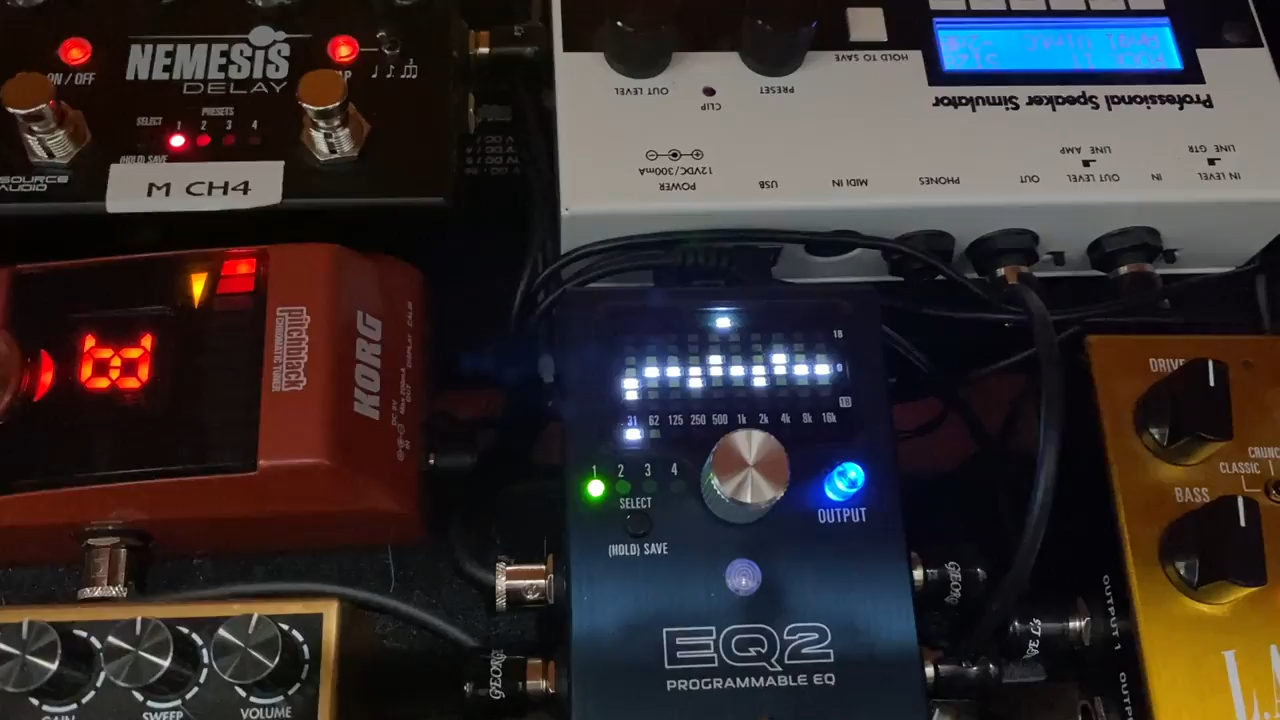 ON / OFF
NEMESIS
DELAY
PRESETS
SELECT
1 2 3 4
(HOLD) SAVE
SOURCE
AUDIO
M CH4
HOLD TO SAVE
OUT LEVEL
PRESET
CLIP
Professional Speaker Simulator
POWER
12VDC/300mA
USB
MIDI IN
PHONES
OUT
OUT LEVEL
LINE AMP
IN
IN LEVEL
LINE GTR
pitchblack
CHROMATIC TUNER
KORG
DISPLAY CALIB
18
0
18
31 62 125 250 500 1k 2k 4k 8k 16k
1 2 3 4
SELECT
(HOLD) SAVE
OUTPUT
EQ2
PROGRAMMABLE EQ
DRIVE
CLASSIC
BASS
OUTPUT 1
GAIN
SWEEP
VOLUME